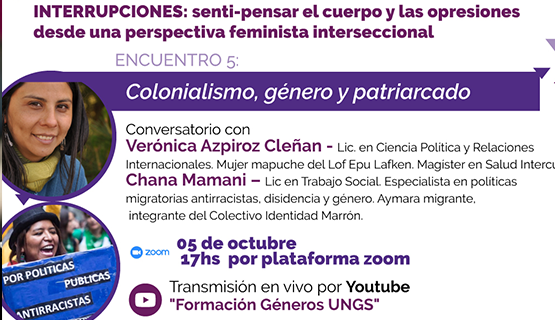 INTERRUPCIONES: senti-pensar el cuerpo y las opresiones
desde una perspectiva feminista interseccional
ENCUENTRO 5:
Colonialismo, género y patriarcado
Conversatorio con
Verónica Azpiroz Cleñan - Lic. en Ciencia Política y Relaciones
Internacionales. Mujer mapuche del Lof Epu Lafken. Magister en Salud Intercu
Chana Mamani – Lic en Trabajo Social. Especialista en políticas
migratorias antirracistas, disidencia y género. Aymara migrante,
integrante del Colectivo Identidad Marrón.
zoom
05 de octubre
17hs por plataforma zoom
Transmisión en vivo por Youtube
"Formación Géneros UNGS"
POR POLITICAS
PUBLICAS
ANTIRRACISTAS